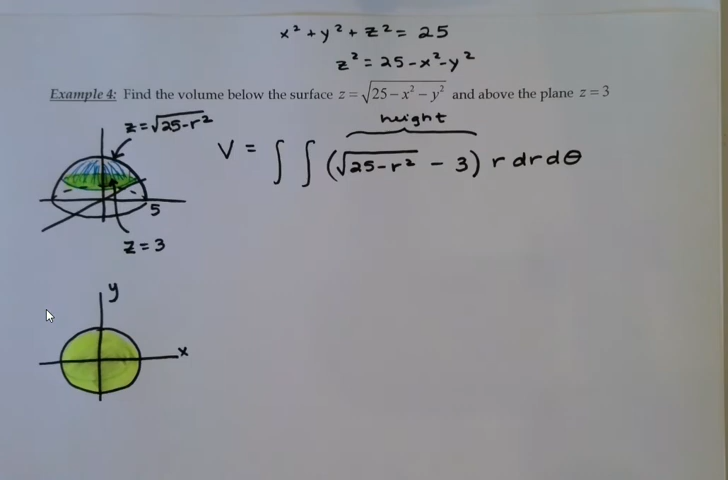 x² + y² + z² = 25
z² = 25 - x² - y²
Example 4: Find the volume below the surface z = √(25 − x² − y²) and above the plane z = 3
z = √(25 - r²)
height
V = ∫ ∫ (√(25 - r²) - 3) r dr dθ
5
z = 3
y
x